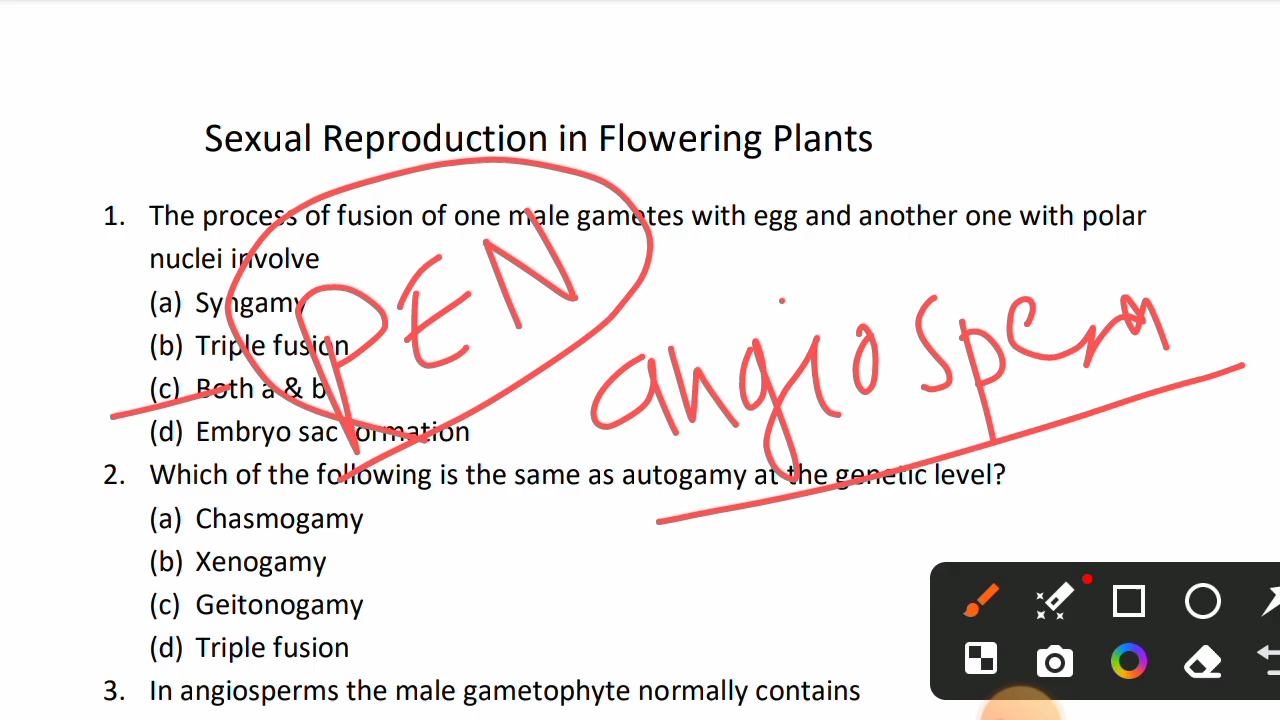 Sexual Reproduction in Flowering Plants
1. The process of fusion of one male gametes with egg and another one with polar
nuclei involve
(a) Syngamy
(b) Triple fusion
(c) Both a & b
(d) Embryo sac formation
PEN
angiosperm
2. Which of the following is the same as autogamy at the genetic level?
(a) Chasmogamy
(b) Xenogamy
(c) Geitonogamy
(d) Triple fusion
3. In angiosperms the male gametophyte normally contains